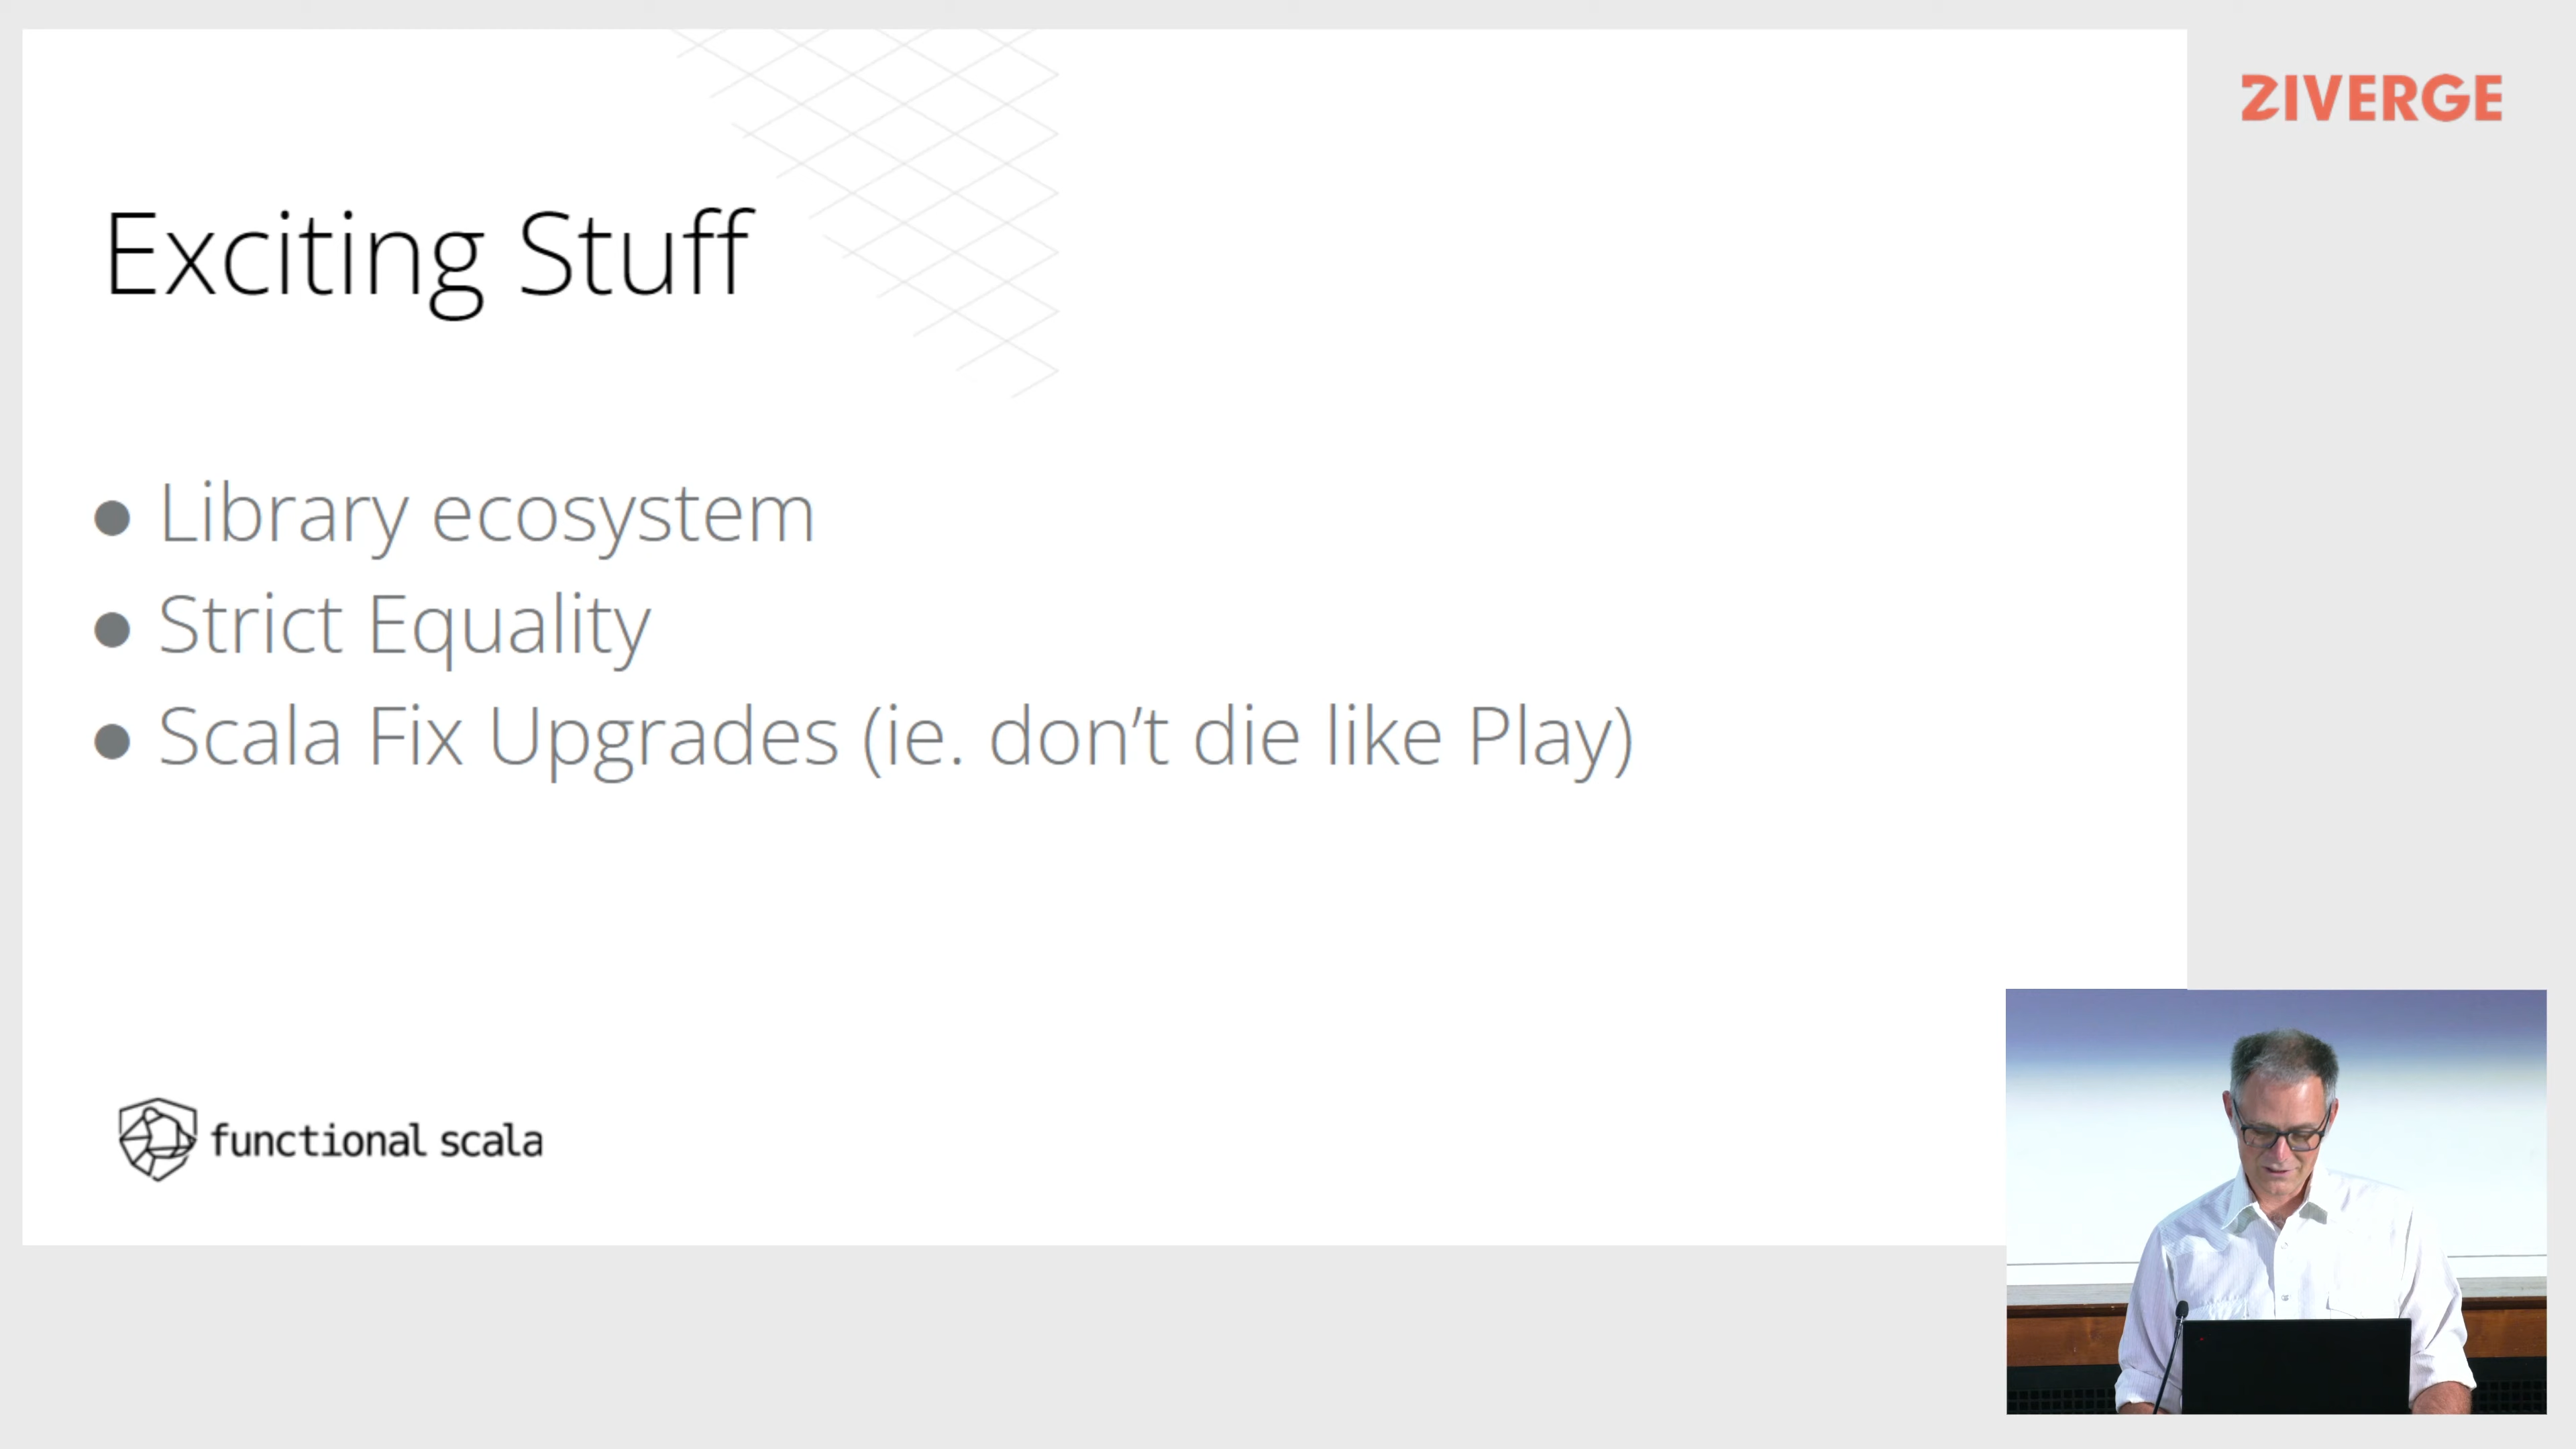 ZIVERGE
Exciting Stuff
● Library ecosystem
● Strict Equality
● Scala Fix Upgrades (ie. don’t die like Play)
functional scala